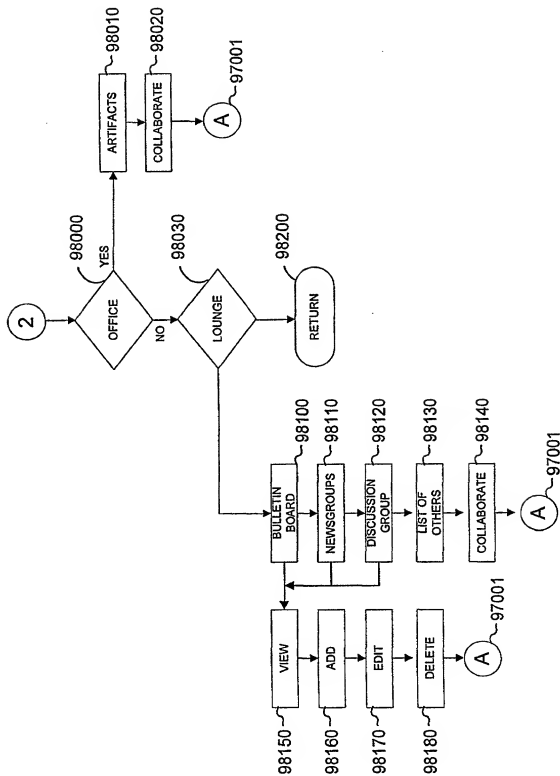 2
OFFICE
98000
YES
NO
ARTIFACTS
98010
COLLABORATE
98020
A
97001
LOUNGE
98030
RETURN
98200
BULLETIN
BOARD
98100
NEWSGROUPS
98110
DISCUSSION
GROUP
98120
LIST OF
OTHERS
98130
COLLABORATE
98140
A
97001
VIEW
98150
ADD
98160
EDIT
98170
DELETE
98180
A
97001